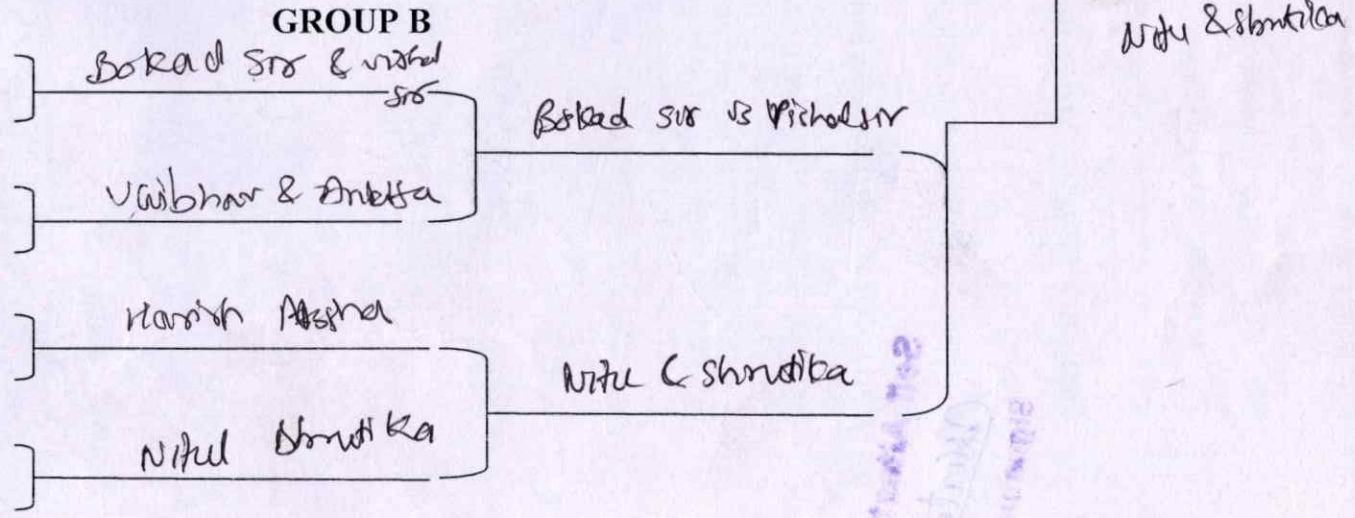 GROUP B
Nitu & Shrutika
Bokad Sir & Vishal
Sir
Bokad sir vs Vishal sir
Vaibhav & Ankita
Harish
Nitu & Shrutika
Nitul Shrutika